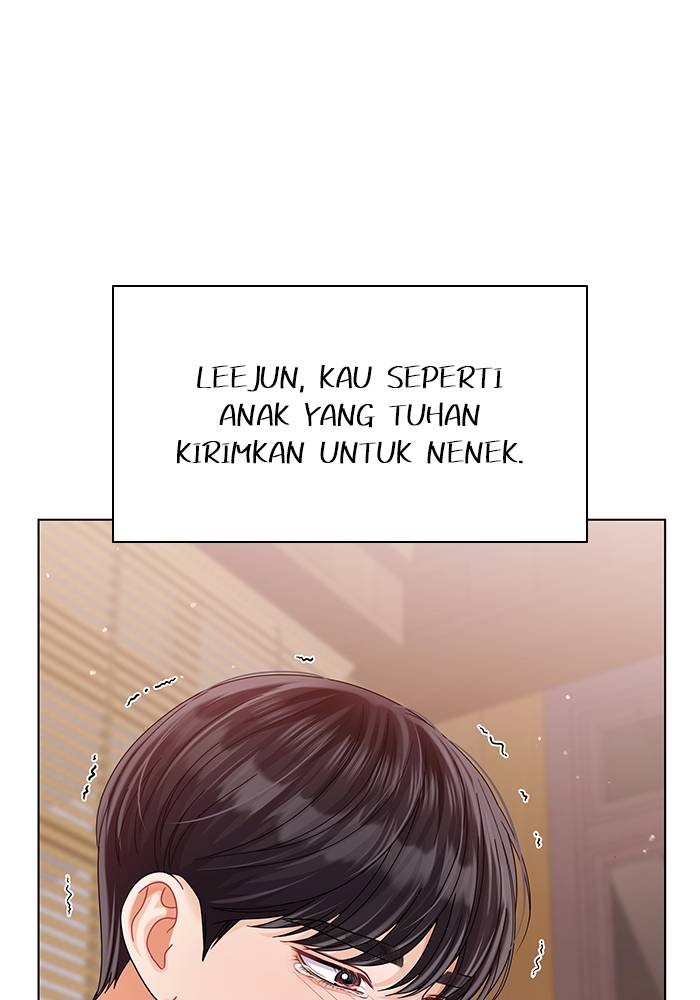 LEEJUN, KAU SEPERTI
ANAK YANG TUHAN
KIRIMKAN UNTUK NENEK.